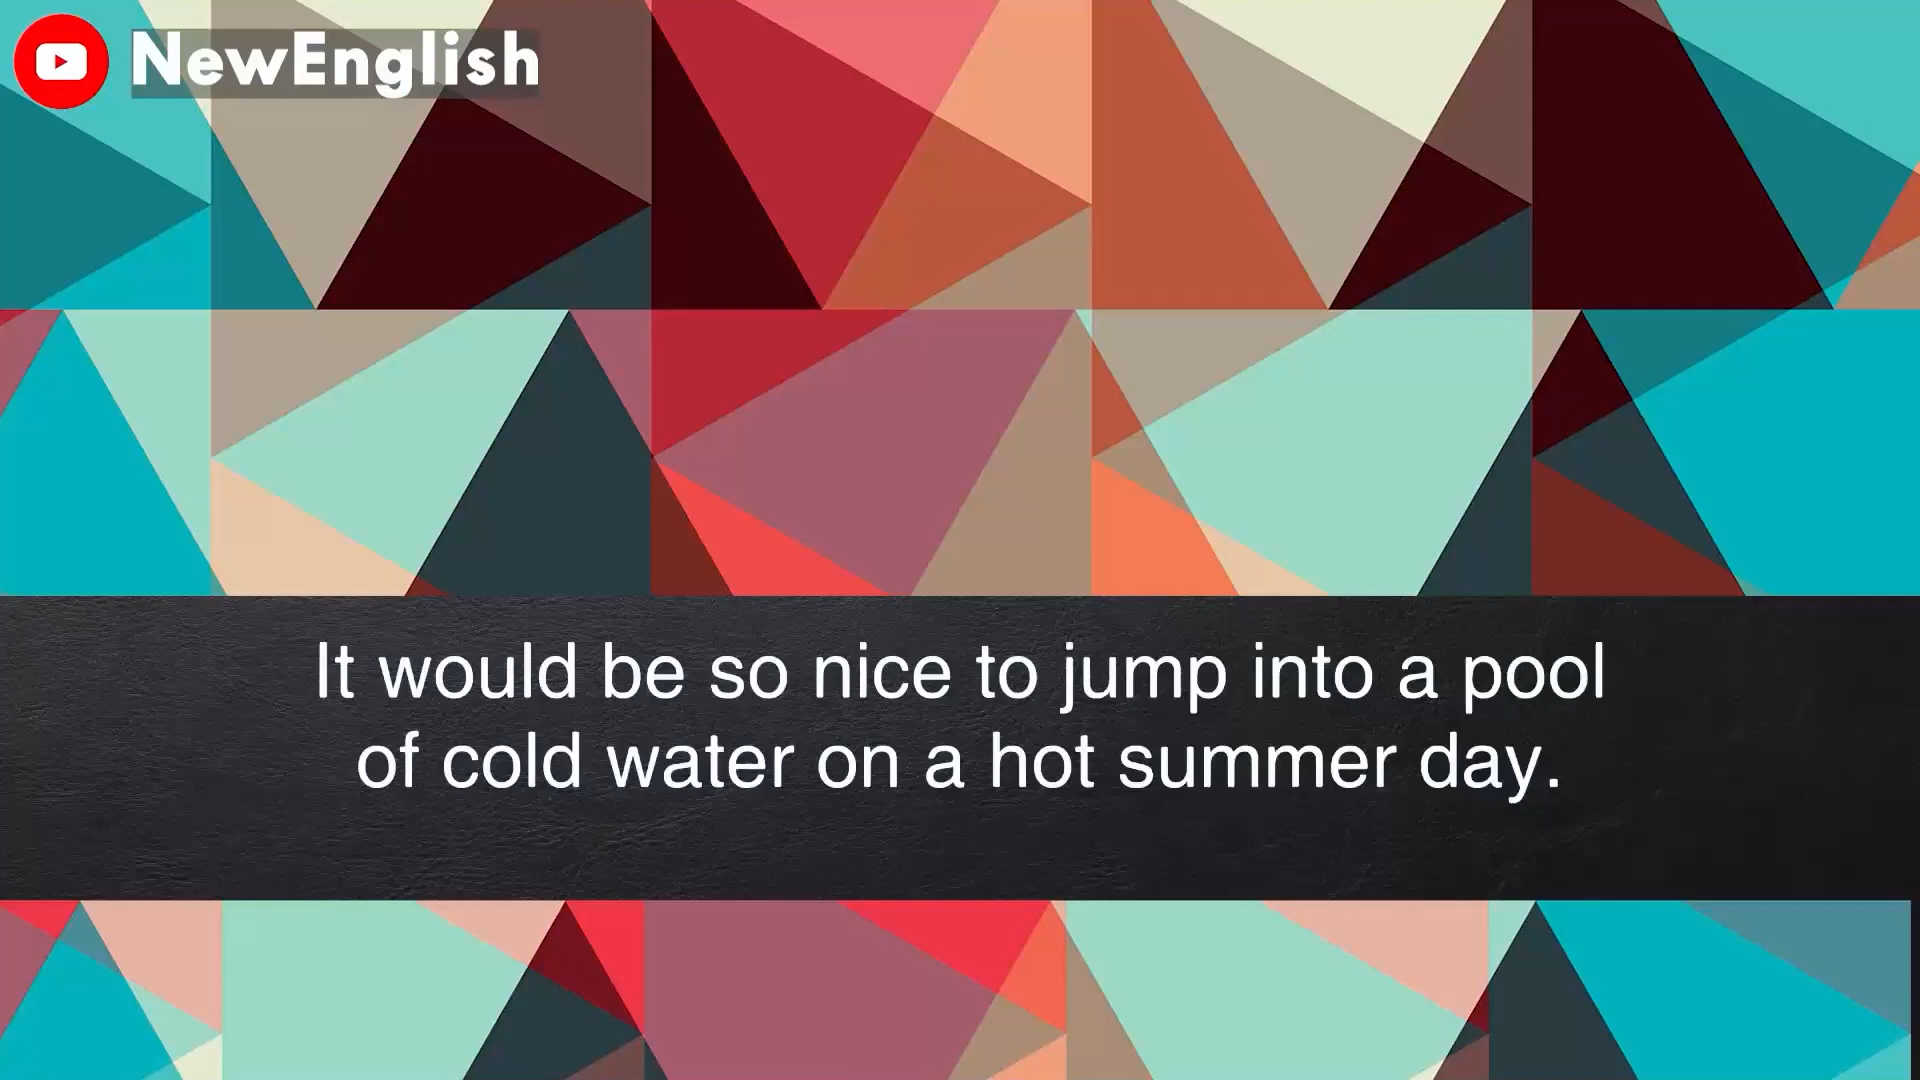 NewEnglish
It would be so nice to jump into a pool
of cold water on a hot summer day.